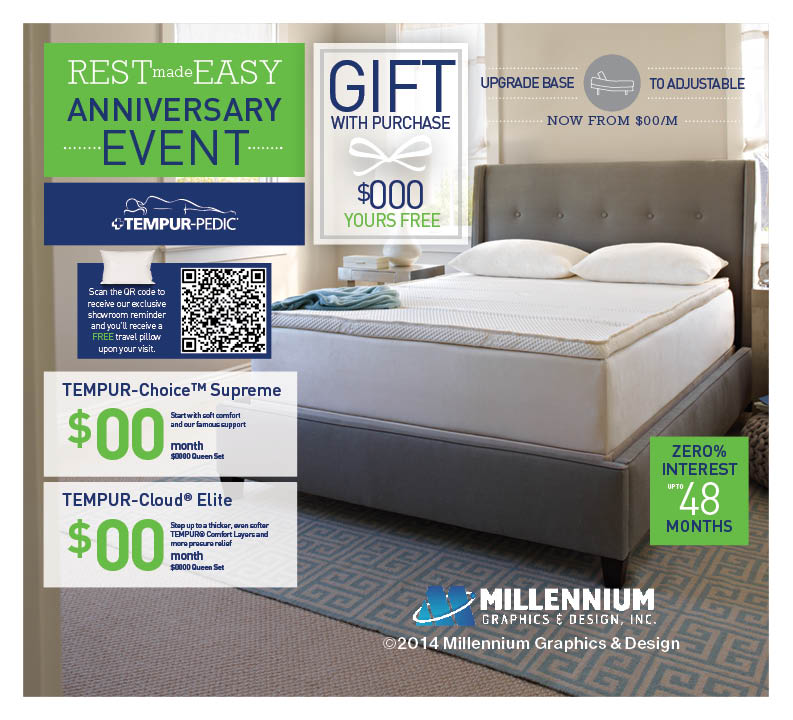 REST made EASY
ANNIVERSARY
EVENT
TEMPUR-PEDIC®
GIFT
WITH PURCHASE
$000
YOURS FREE
UPGRADE BASE TO ADJUSTABLE
NOW FROM $00/M
Scan the QR code to
receive our exclusive
showroom reminder
and you'll receive a
FREE travel pillow
upon your visit.
TEMPUR-Choice™ Supreme
$00
Start with soft comfort
and our famous support
month
$0000 Queen Set
TEMPUR-Cloud® Elite
$00
Step up to a thicker, even softer
TEMPUR® Comfort Layers and
more presure relief
month
$0000 Queen Set
ZERO%
INTEREST
UP TO
48
MONTHS
MILLENNIUM
GRAPHICS & DESIGN, INC.
©2014 Millennium Graphics & Design